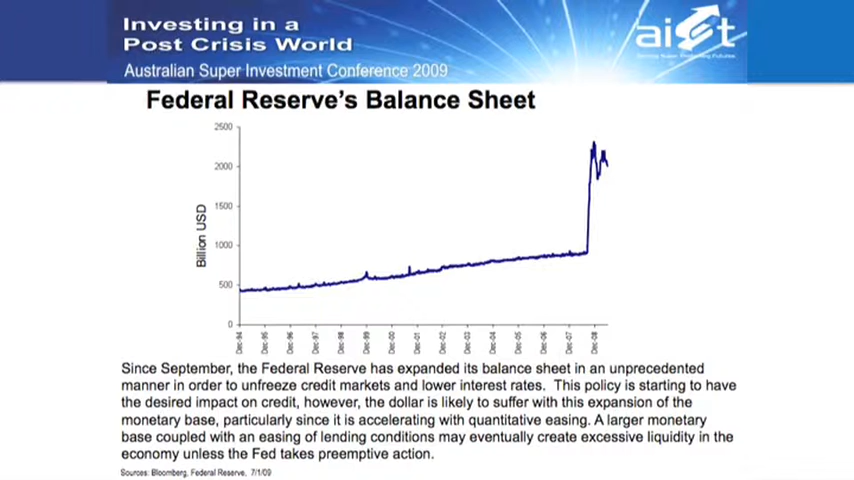 Investing in a
Post Crisis World
Australian Super Investment Conference 2009
aist
Federal Reserve's Balance Sheet
2500
2000
1500
1000
500
0
Billion USD
Dec-94
Dec-95
Dec-96
Dec-97
Dec-98
Dec-99
Dec-00
Dec-01
Dec-02
Dec-03
Dec-04
Dec-05
Dec-06
Dec-07
Dec-08
Since September, the Federal Reserve has expanded its balance sheet in an unprecedented
manner in order to unfreeze credit markets and lower interest rates. This policy is starting to have
the desired impact on credit, however, the dollar is likely to suffer with this expansion of the
monetary base, particularly since it is accelerating with quantitative easing. A larger monetary
base coupled with an easing of lending conditions may eventually create excessive liquidity in the
economy unless the Fed takes preemptive action.
Sources: Bloomberg, Federal Reserve, 7/1/09